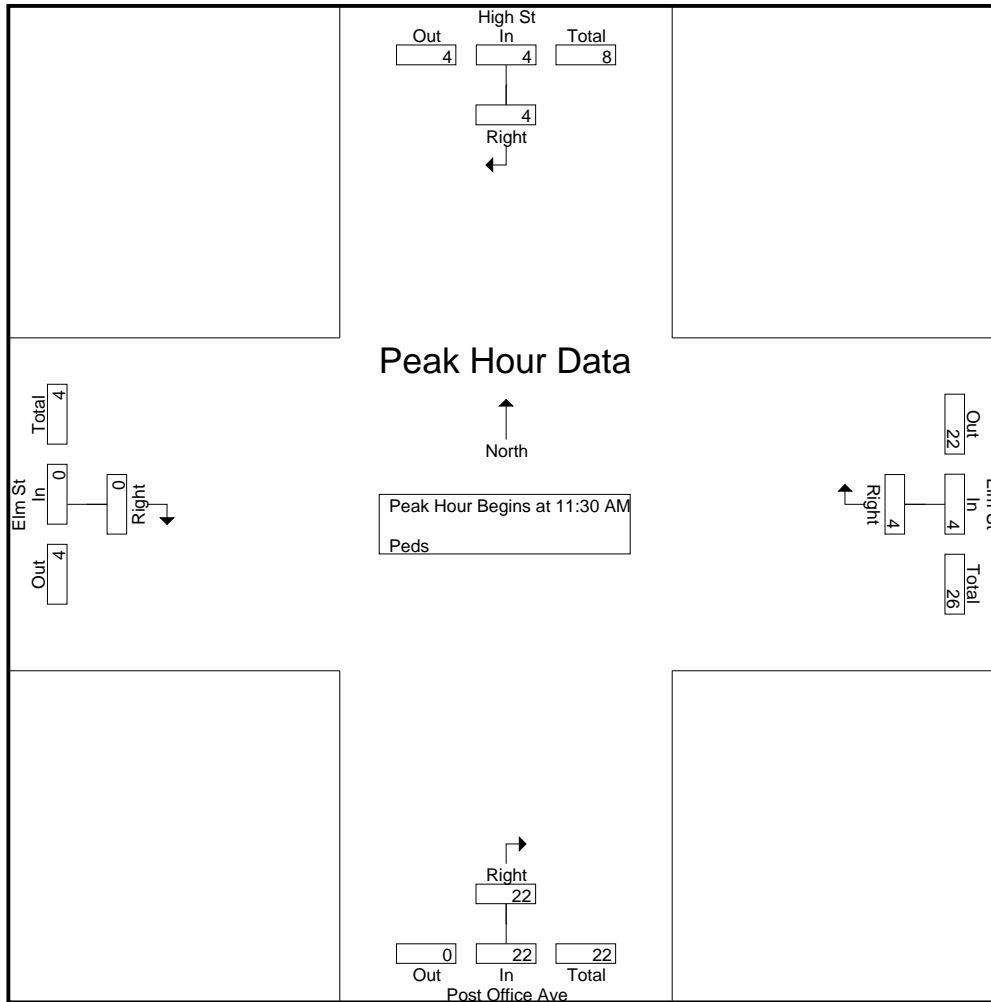 High St
Out In Total
4 4 8
4
Right
Peak Hour Data
North
Peak Hour Begins at 11:30 AM
Peds
Elm St
Out In Total
4 0 4
0
Right
Elm St
Out In Total
22 4 26
4
Right
Right
22
0 22 22
Out In Total
Post Office Ave